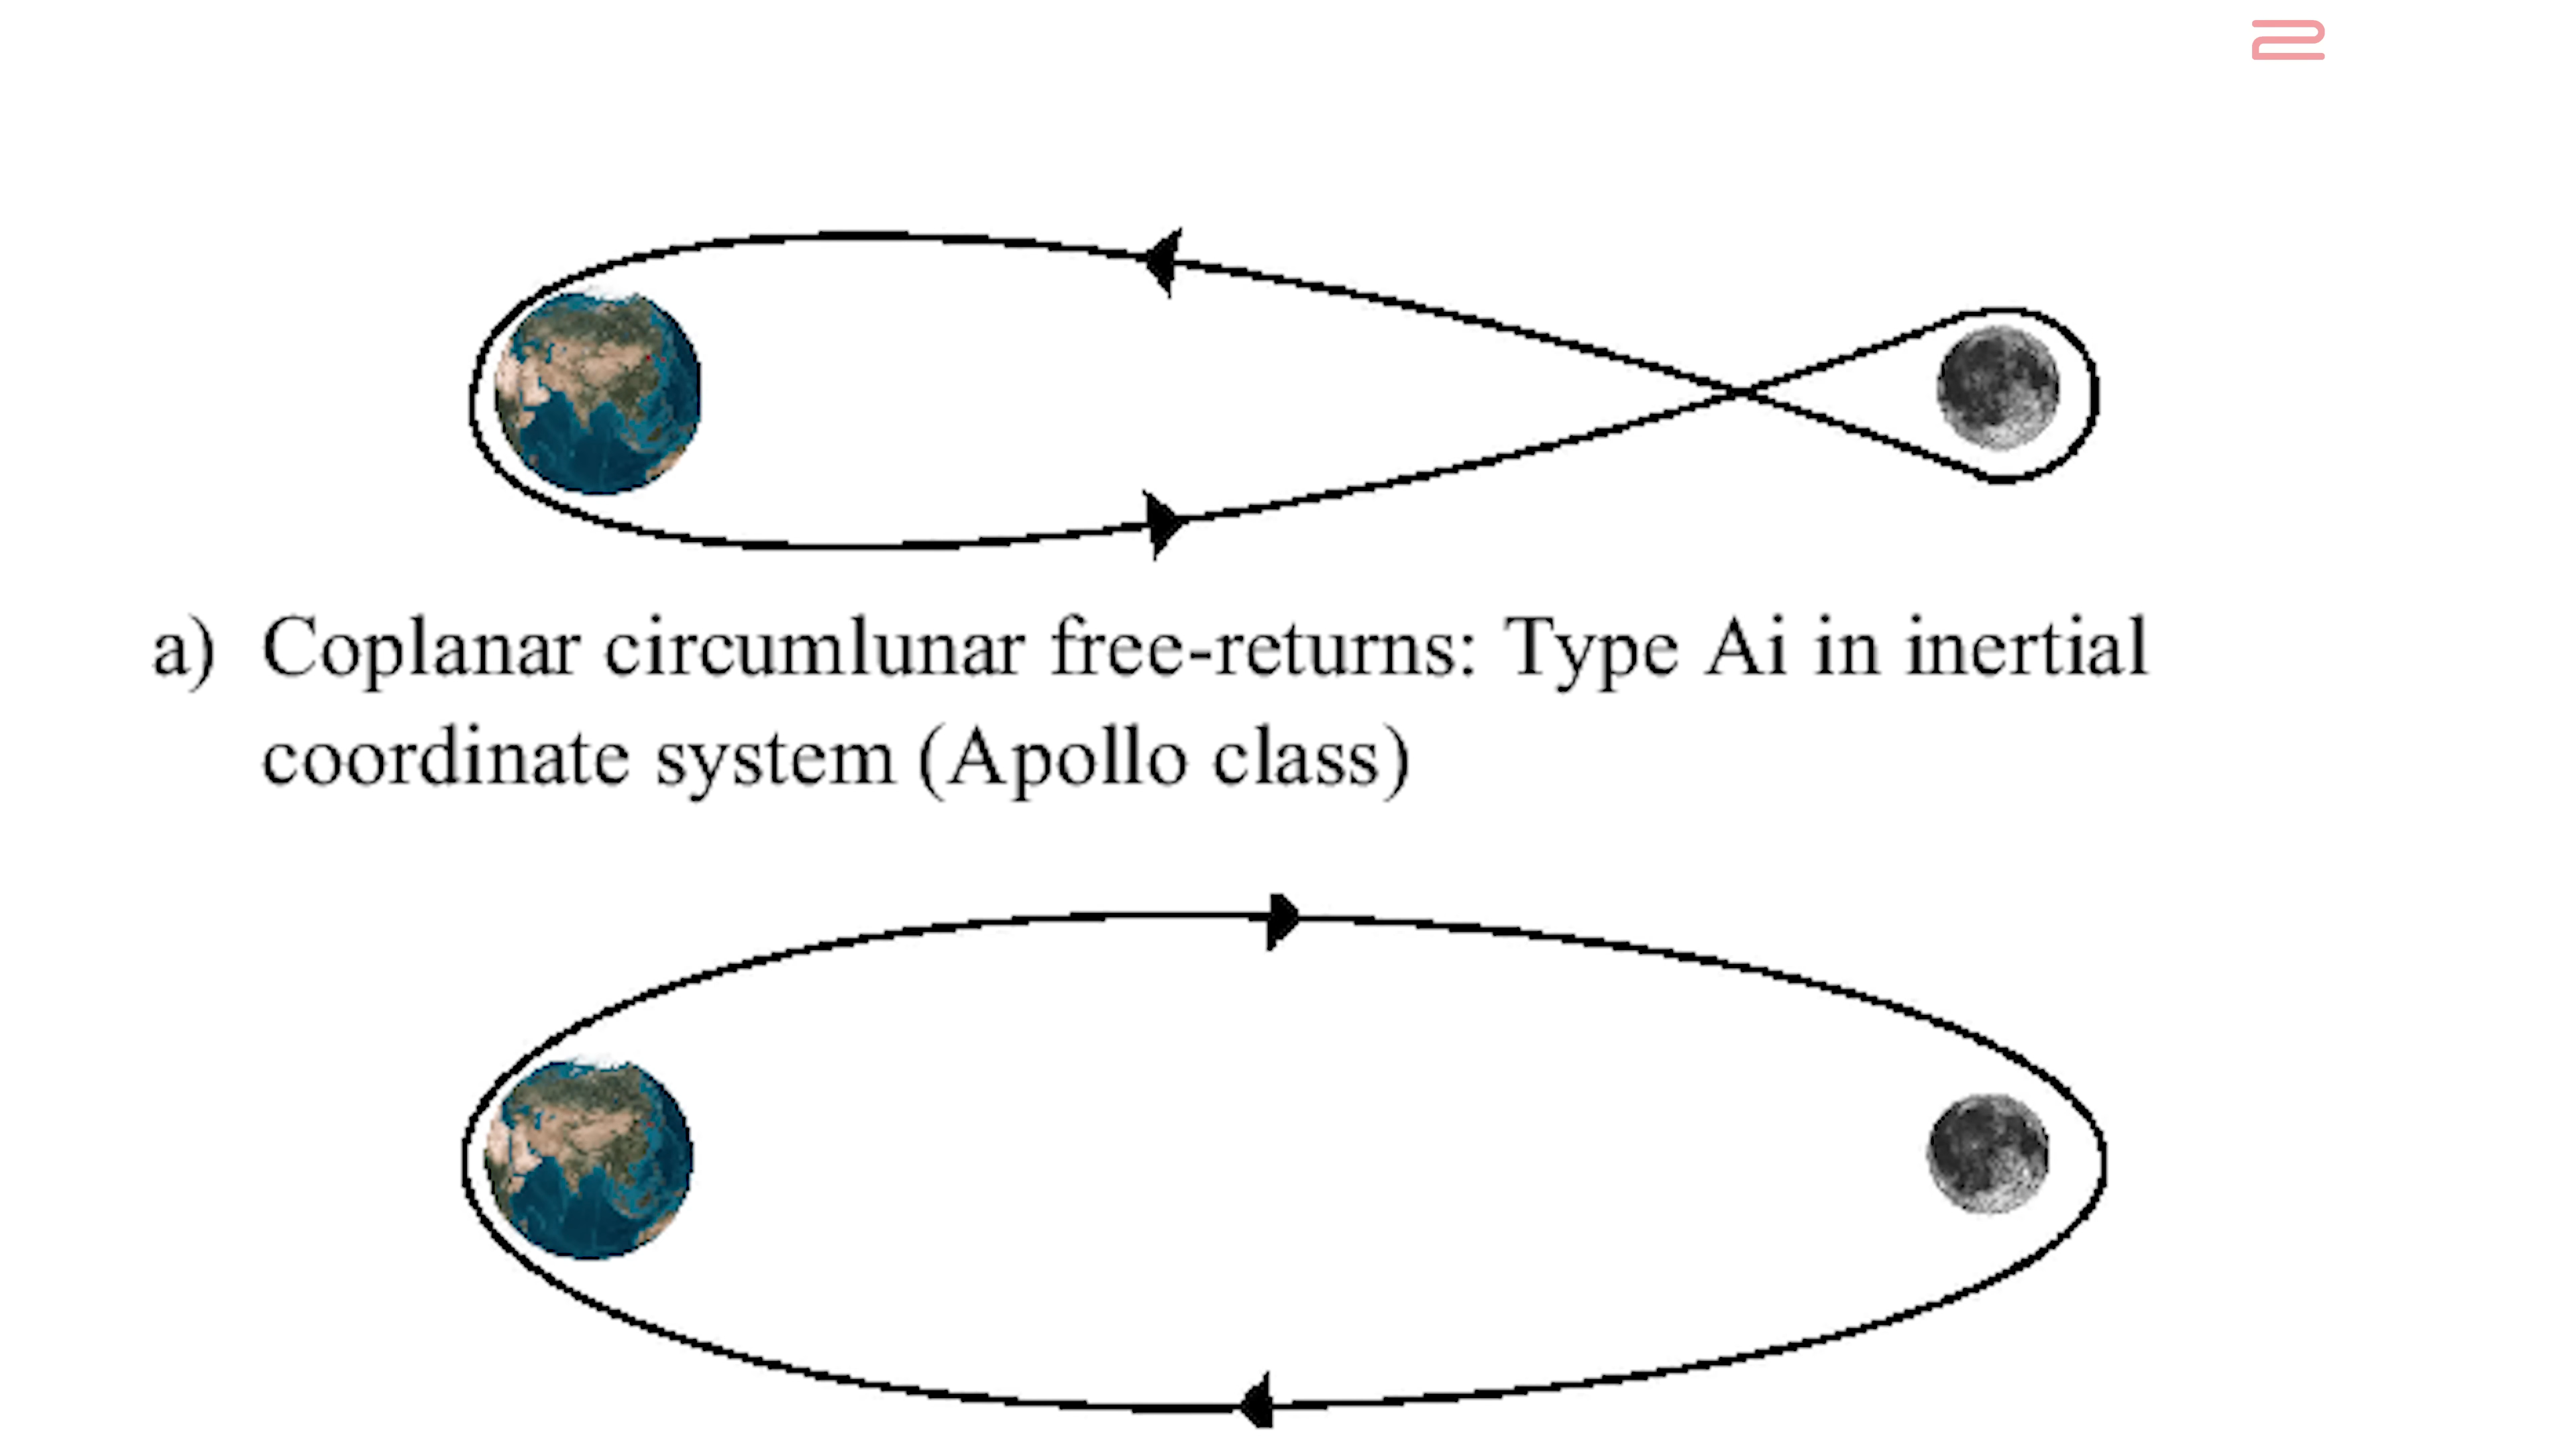 a) Coplanar circumlunar free-returns: Type Ai in inertial
coordinate system (Apollo class)